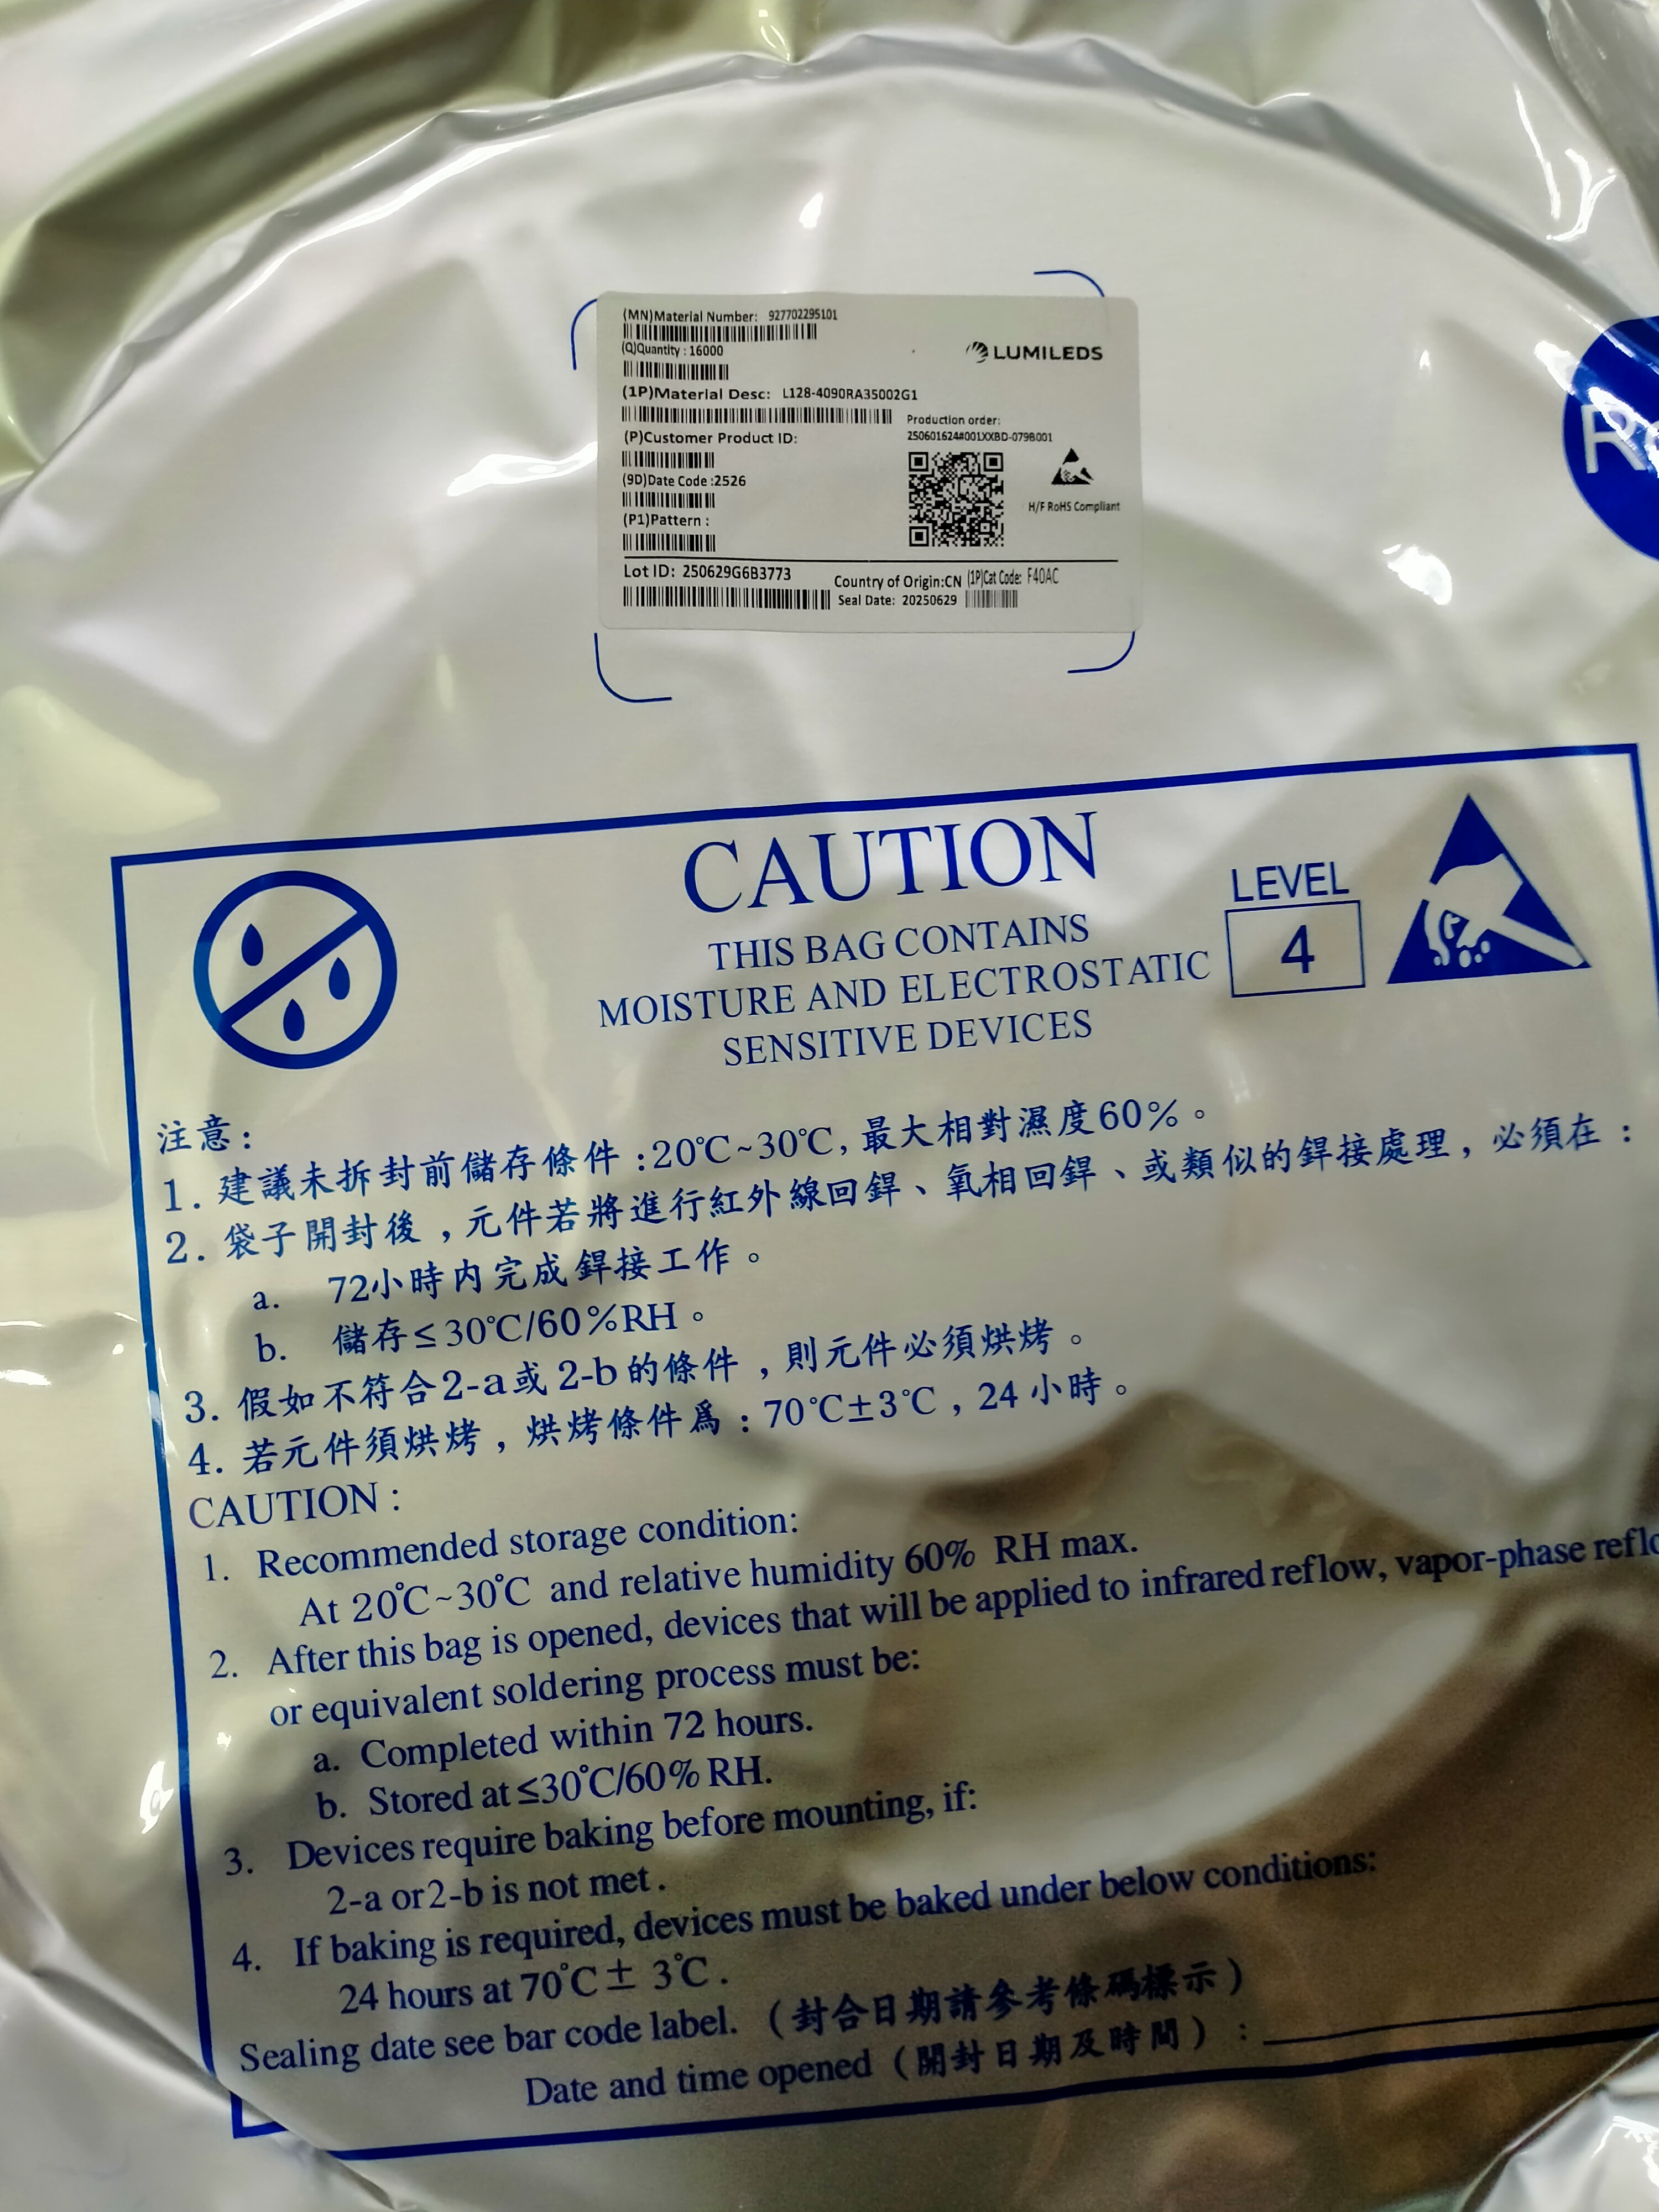 (MN)Material Number: 927702295101
(Q)Quantity : 16000
LUMILEDS
(1P)Material Desc: L128-4090RA35002G1
Production order:
250601624#001XXBD-079B001
(P)Customer Product ID:
(9D)Date Code :2526
H/F RoHS Compliant
(P1)Pattern :
Lot ID: 250629G6B3773
Country of Origin:CN (1P)Cat Code: F40AC
Seal Date: 20250629
CAUTION
THIS BAG CONTAINS
MOISTURE AND ELECTROSTATIC
SENSITIVE DEVICES
LEVEL
4
注意:
1. 建議未拆封前儲存條件:20℃~30℃, 最大相對濕度60%。
2. 袋子開封後，元件若將進行紅外線回銲、氧相回銲、或類似的銲接處理，必須在：
a. 72小時內完成銲接工作。
b. 儲存≤30℃/60%RH。
3. 假如不符合2-a或 2-b的條件，則元件必須烘烤。
4. 若元件須烘烤，烘烤條件爲：70℃±3℃，24 小時。
CAUTION :
1. Recommended storage condition:
At 20℃~30℃ and relative humidity 60% RH max.
2. After this bag is opened, devices that will be applied to infrared reflow, vapor-phase
or equivalent soldering process must be:
a. Completed within 72 hours.
b. Stored at ≤30℃/60% RH.
3. Devices require baking before mounting, if:
2-a or2-b is not met.
4. If baking is required, devices must be baked under below conditions:
24 hours at 70℃± 3℃.
Sealing date see bar code label. (封合日期請參考條碼標示)
Date and time opened (開封日期及時間) :